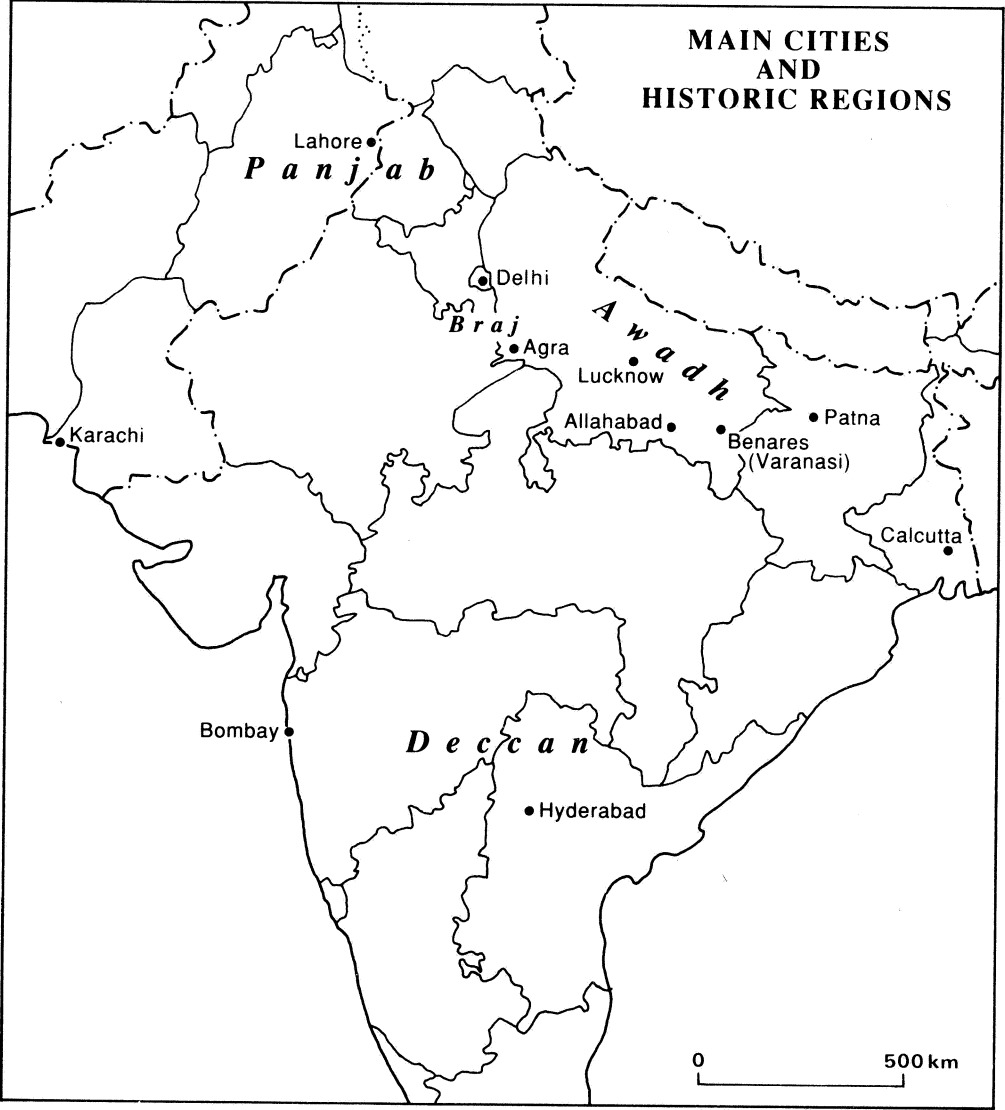 MAIN CITIES
AND
HISTORIC REGIONS
Lahore
Panjab
Delhi
Braj
Agra
Awadh
Lucknow
Allahabad
Benares
(Varanasi)
Patna
Karachi
Calcutta
Bombay
Deccan
Hyderabad
0 500 km